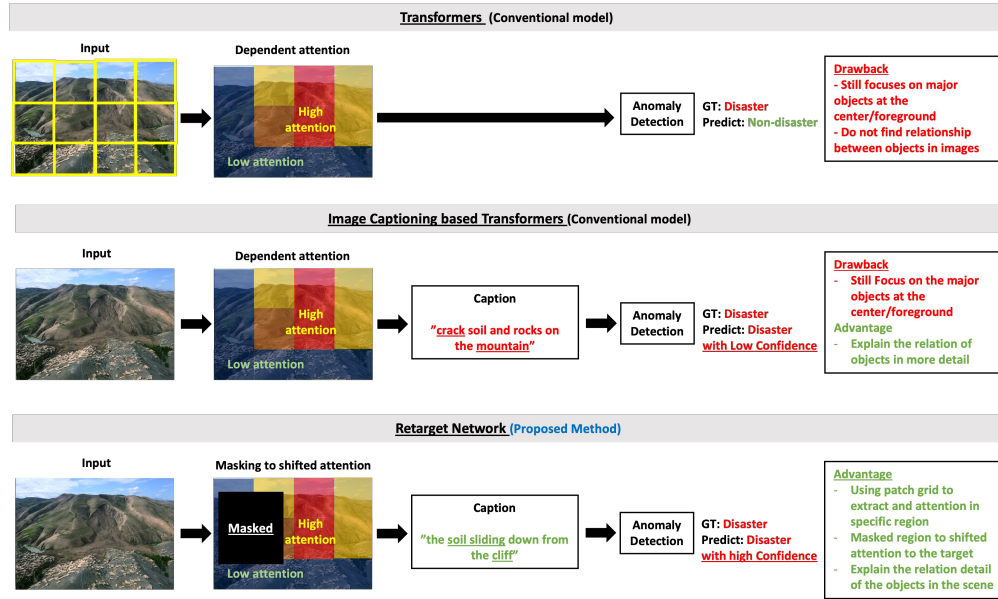 Transformers (Conventional model)
Input
Dependent attention
High
attention
Low attention
Anomaly
Detection
GT: Disaster
Predict: Non-disaster
Drawback
- Still focuses on major
objects at the
center/foreground
- Do not find relationship
between objects in images
Image Captioning based Transformers (Conventional model)
Input
Dependent attention
High
attention
Low attention
Caption
"crack soil and rocks on
the mountain"
Anomaly
Detection
GT: Disaster
Predict: Disaster
with Low Confidence
Drawback
- Still Focus on the major
objects at the
center/foreground
Advantage
- Explain the relation of
objects in more detail
Retarget Network (Proposed Method)
Input
Masking to shifted attention
Masked
High
attention
Low attention
Caption
"the soil sliding down from
the cliff"
Anomaly
Detection
GT: Disaster
Predict: Disaster
with high Confidence
Advantage
- Using patch grid to
extract and attention in
specific region
- Masked region to shifted
attention to the target
- Explain the relation detail
of the objects in the scene